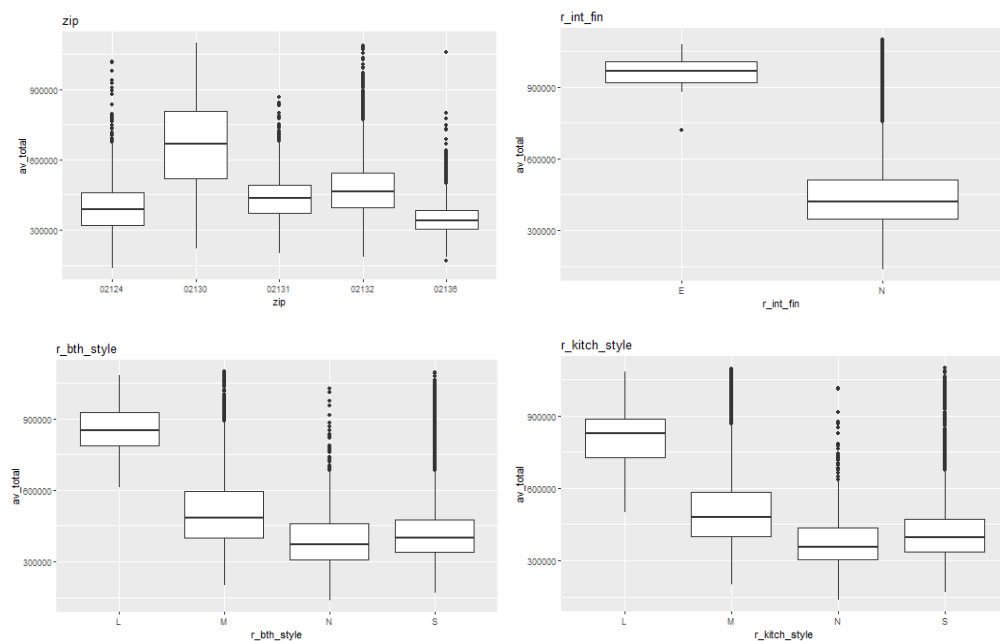 zip
av_total
900000
600000
300000
02124 02130 02131 02132 02136
zip
r_int_fin
av_total
900000
600000
300000
E N
r_int_fin
r_bth_style
av_total
900000
600000
300000
L M N S
r_bth_style
r_kitch_style
av_total
900000
600000
300000
L M N S
r_kitch_style